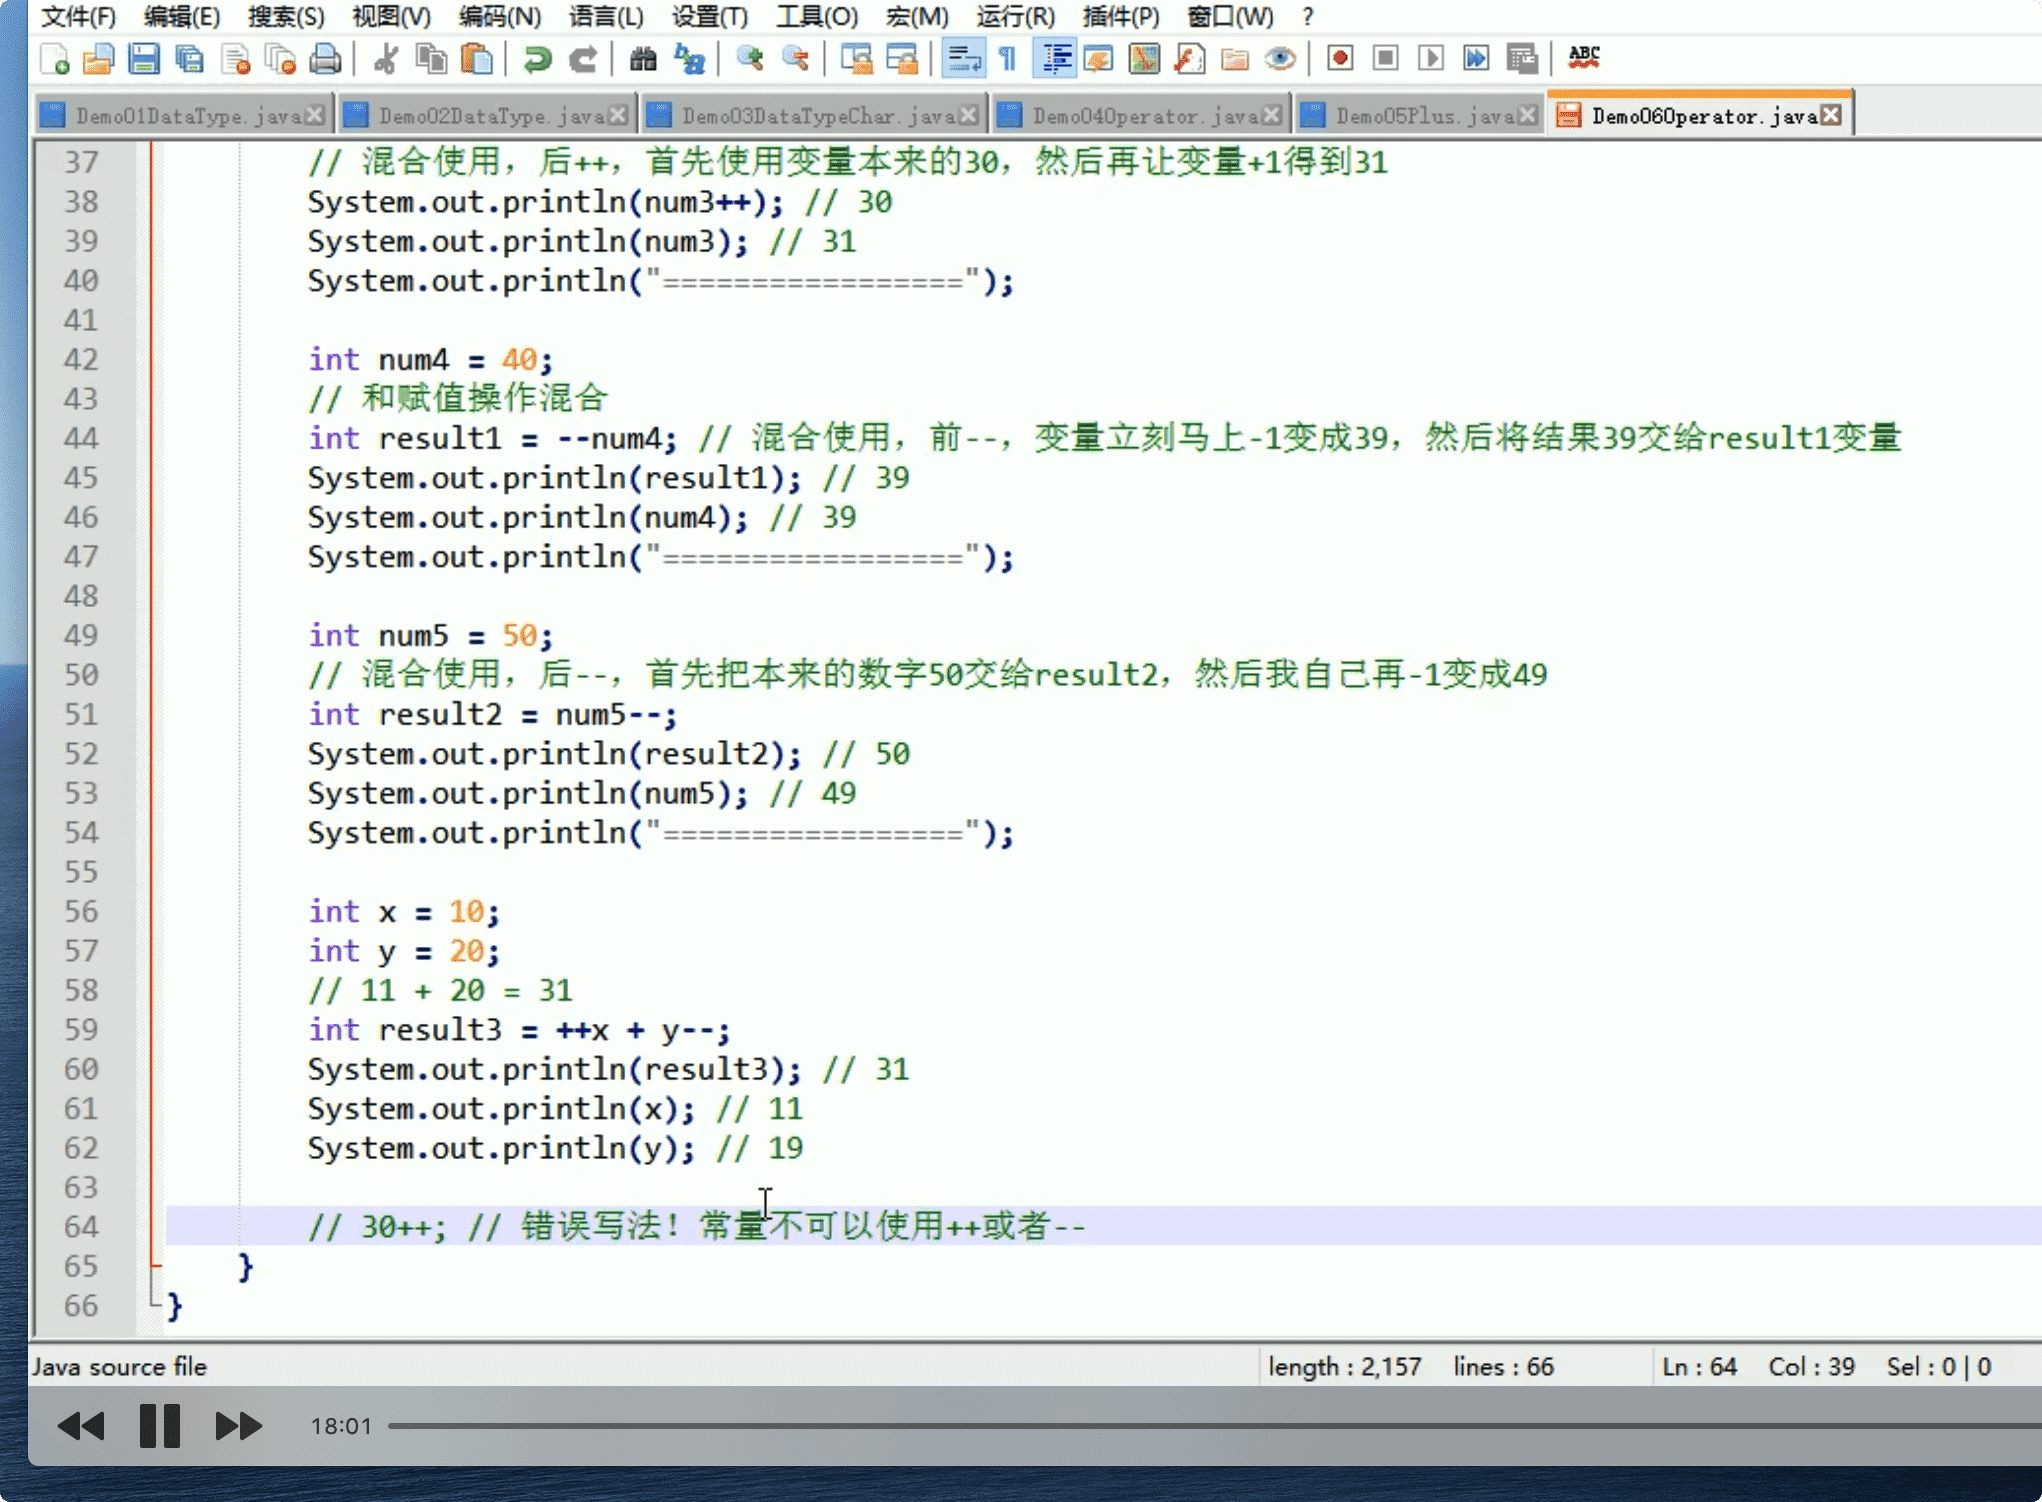 文件(F) 编辑(E) 搜索(S) 视图(V) 编码(N) 语言(L) 设置(T) 工具(O) 宏(M) 运行(R) 插件(P) 窗口(W) ?
ABC
Demo01DataType.java Demo02DataType.java Demo03DataTypeChar.java Demo04Operator.java Demo05Plus.java Demo06Operator.java
37 // 混合使用，后++，首先使用变量本来的30，然后再让变量+1得到31
38 System.out.println(num3++); // 30
39 System.out.println(num3); // 31
40 System.out.println("=================");
41
42 int num4 = 40;
43 // 和赋值操作混合
44 int result1 = --num4; // 混合使用，前--，变量立刻马上-1变成39，然后将结果39交给result1变量
45 System.out.println(result1); // 39
46 System.out.println(num4); // 39
47 System.out.println("=================");
48
49 int num5 = 50;
50 // 混合使用，后--，首先把本来的数字50交给result2，然后我自己再-1变成49
51 int result2 = num5--;
52 System.out.println(result2); // 50
53 System.out.println(num5); // 49
54 System.out.println("=================");
55
56 int x = 10;
57 int y = 20;
58 // 11 + 20 = 31
59 int result3 = ++x + y--;
60 System.out.println(result3); // 31
61 System.out.println(x); // 11
62 System.out.println(y); // 19
63
64 // 30++; // 错误写法！常量不可以使用++或者--
65 }
66 }
Java source file length : 2,157 lines : 66 Ln : 64 Col : 39 Sel : 0 | 0
18:01